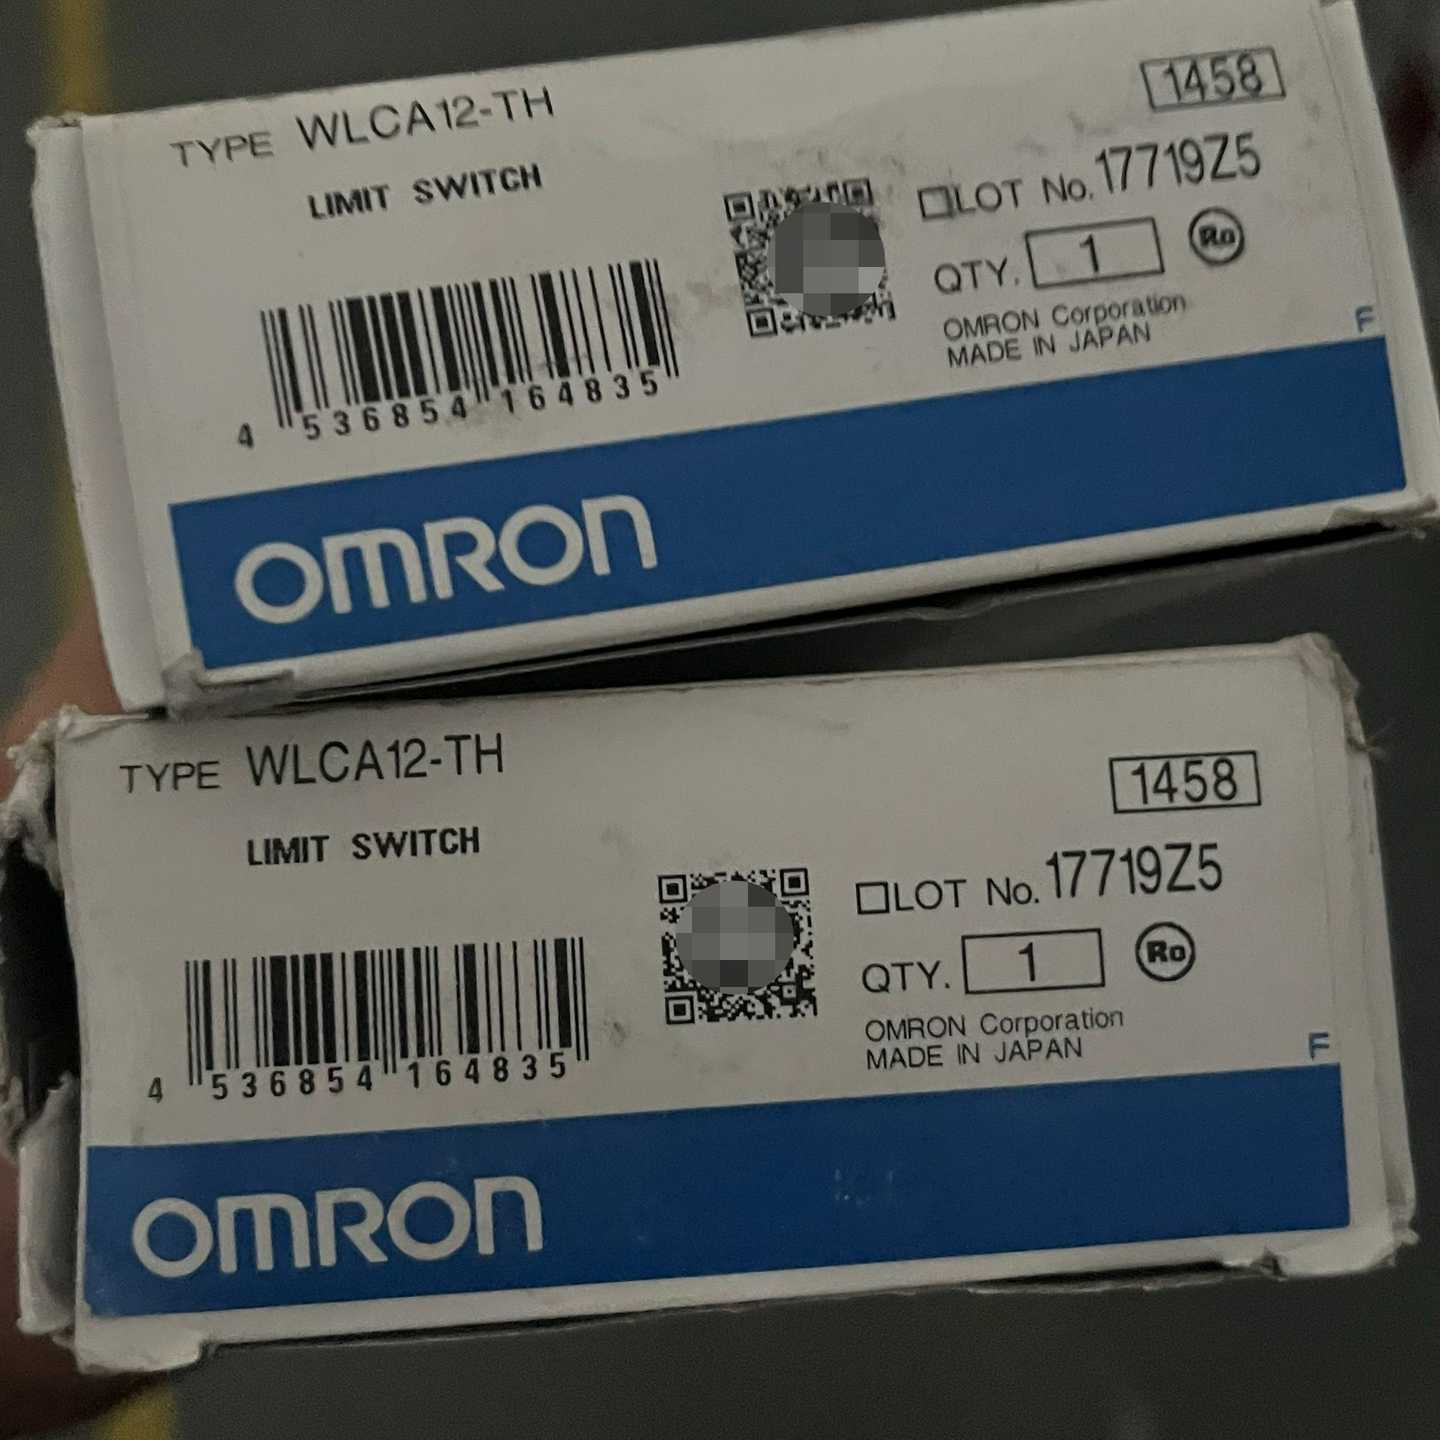 TYPE WLCA12-TH
1458
LIMIT SWITCH
LOT No. 17719Z5
QTY. 1
Ro
OMRON Corporation
MADE IN JAPAN
4 536854 164835
F
OMRON
TYPE WLCA12-TH
1458
LIMIT SWITCH
LOT No. 17719Z5
QTY. 1
Ro
OMRON Corporation
MADE IN JAPAN
4 536854 164835
F
OMRON